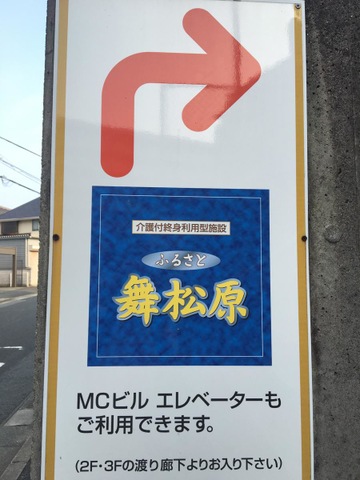 介護付終身利用型施設
ふるさと
舞松原
MCビル エレベーターも
ご利用できます。
(2F・3Fの渡り廊下よりお入り下さい)